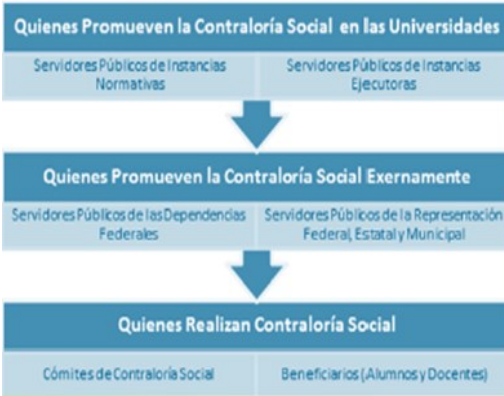 Quienes Promueven la Contraloría Social en las Universidades
Servidores Públicos de Instancias
Normativas
Servidores Públicos de Instancias
Ejecutoras
Quienes Promueven la Contraloría Social Exernamente
Servidores Públicos de las Dependencias
Federales
Servidores Públicos de la Representación
Federal, Estatal y Municipal
Quienes Realizan Contraloría Social
Cómites de Contraloría Social
Beneficiarios (Alumnos y Docentes)